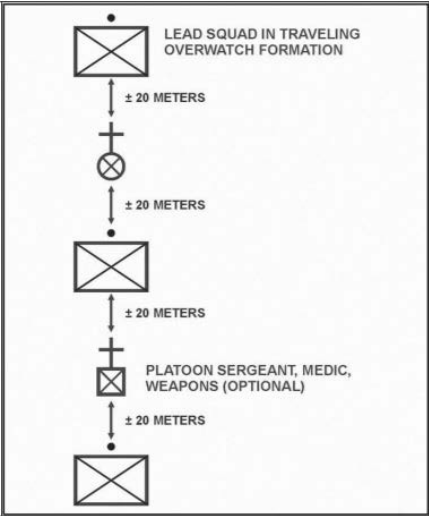 LEAD SQUAD IN TRAVELING
OVERWATCH FORMATION
± 20 METERS
± 20 METERS
± 20 METERS
PLATOON SERGEANT, MEDIC,
WEAPONS (OPTIONAL)
± 20 METERS